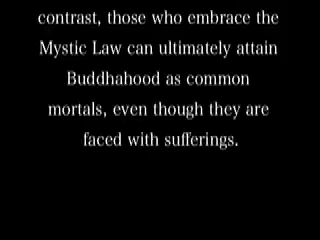 contrast, those who embrace the
Mystic Law can ultimately attain
Buddhahood as common
mortals, even though they are
faced with sufferings.